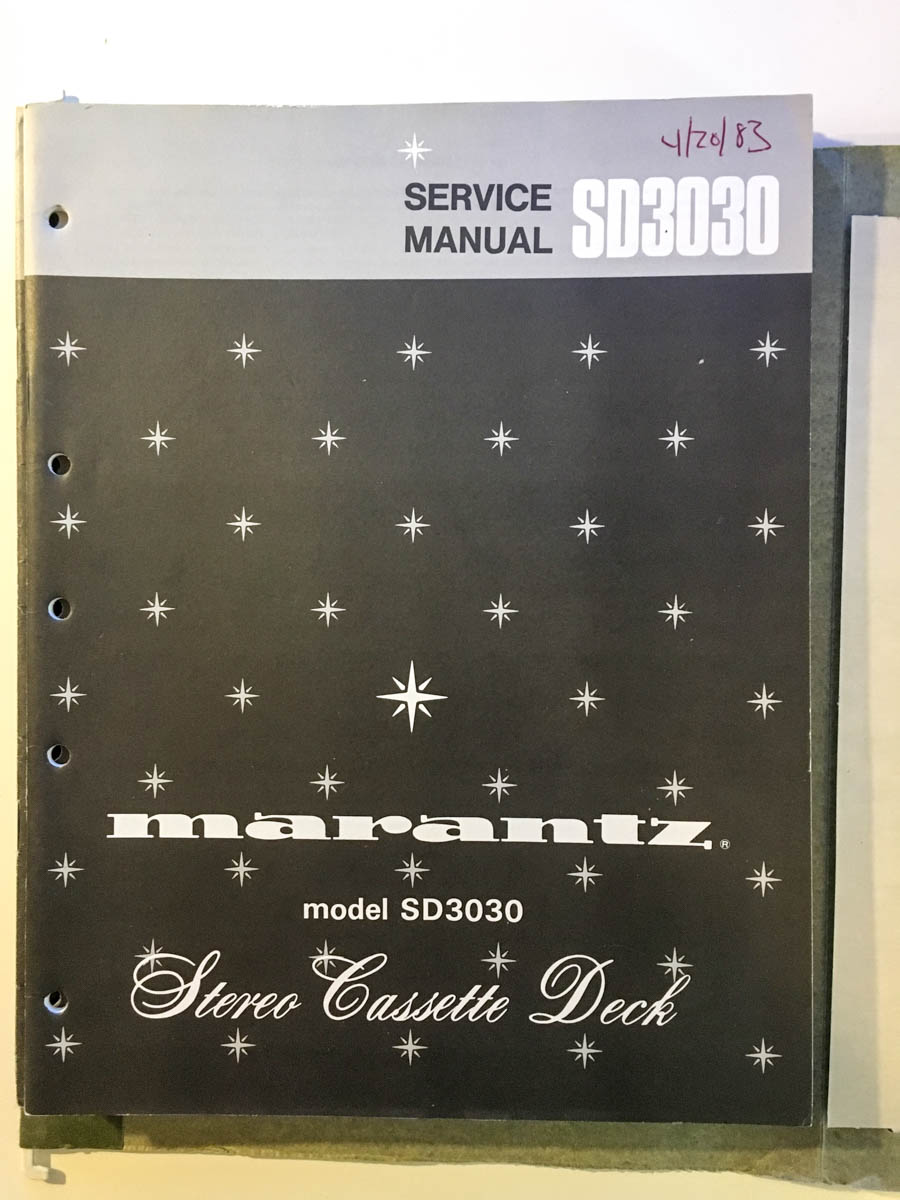 4/20/83
SERVICE
MANUAL
SD3030
marantz®
model SD3030
Stereo Cassette Deck